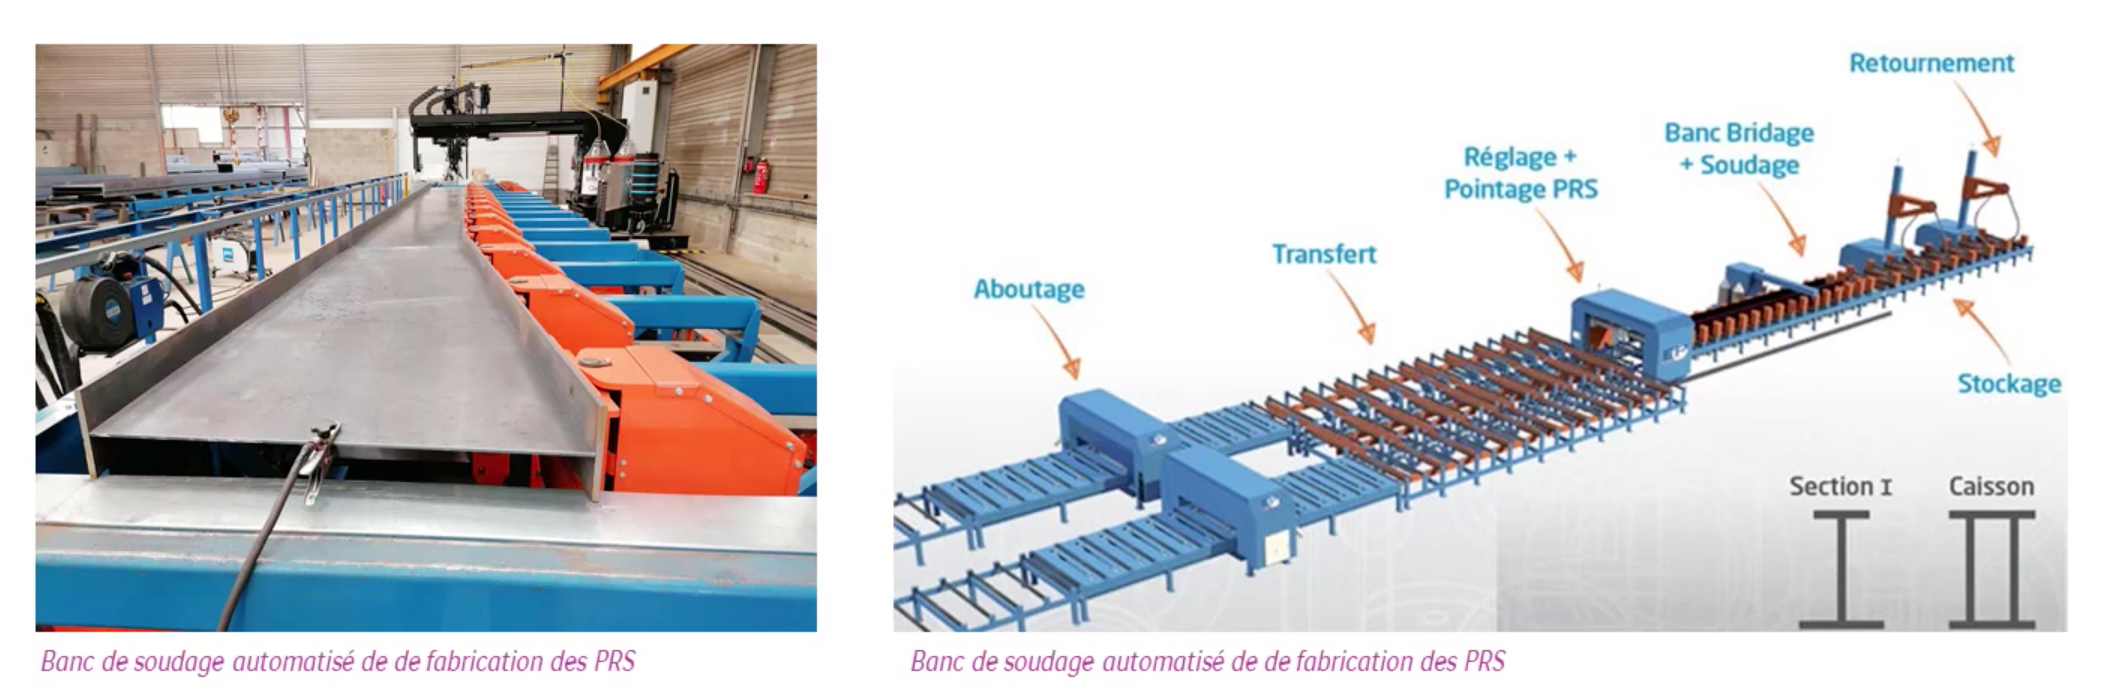 Retournement
Banc Bridage
+ Soudage
Réglage +
Pointage PRS
Transfert
Aboutage
Stockage
Section I
Caisson
Banc de soudage automatisé de de fabrication des PRS
Banc de soudage automatisé de de fabrication des PRS